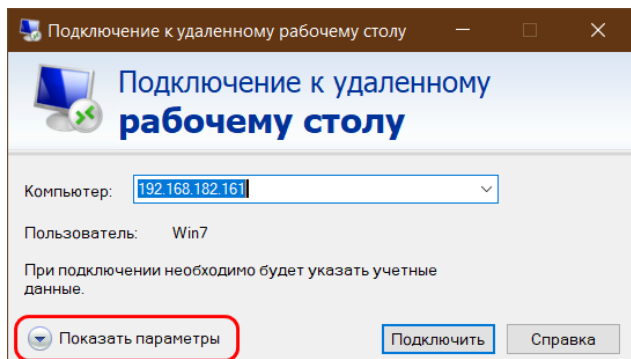 Подключение к удаленному рабочему столу
Подключение к удаленному
рабочему столу
Компьютер: 192.168.182.161
Пользователь: Win7
При подключении необходимо будет указать учетные
данные.
Показать параметры Подключить Справка